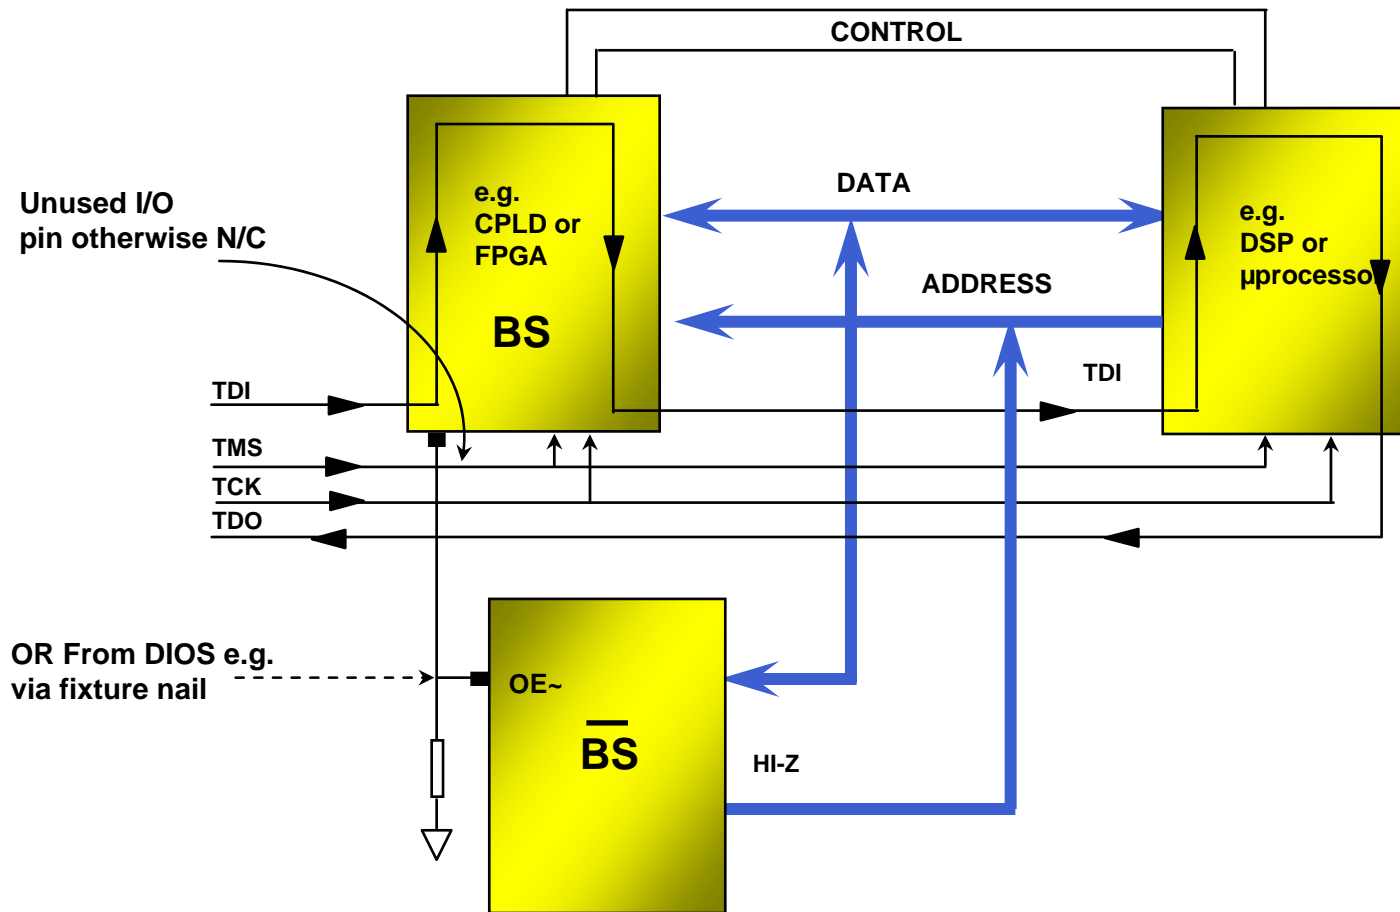 CONTROL
Unused I/O
pin otherwise N/C
e.g.
CPLD or
FPGA
BS
DATA
ADDRESS
e.g.
DSP or
µprocessor
TDI
TDI
TMS
TCK
TDO
OR From DIOS e.g.
via fixture nail
OE~
BS
HI-Z